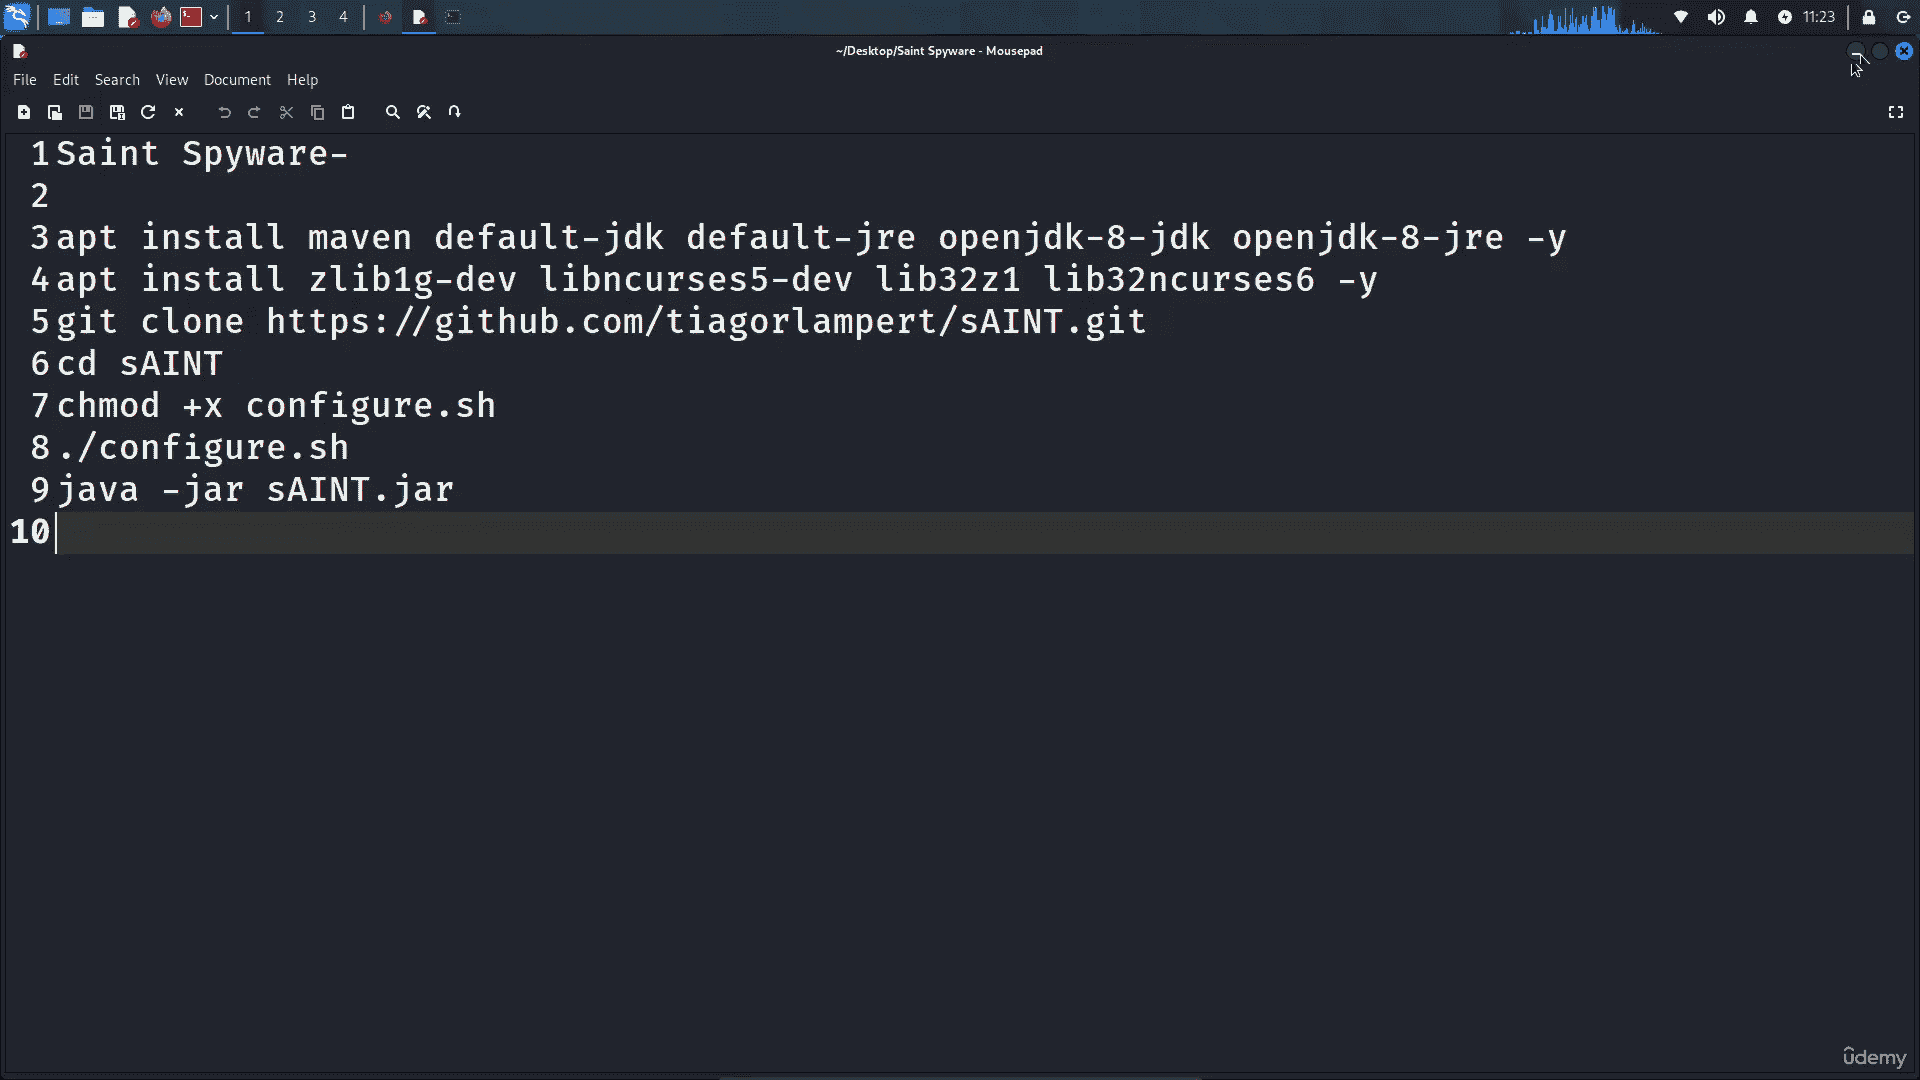 1 2 3 4 11:23
~/Desktop/Saint Spyware - Mousepad
File Edit Search View Document Help
1 Saint Spyware-
2
3 apt install maven default-jdk default-jre openjdk-8-jdk openjdk-8-jre -y
4 apt install zlib1g-dev libncurses5-dev lib32z1 lib32ncurses6 -y
5 git clone https://github.com/tiagorlampert/sAINT.git
6 cd sAINT
7 chmod +x configure.sh
8 ./configure.sh
9 java -jar sAINT.jar
10
ûdemy